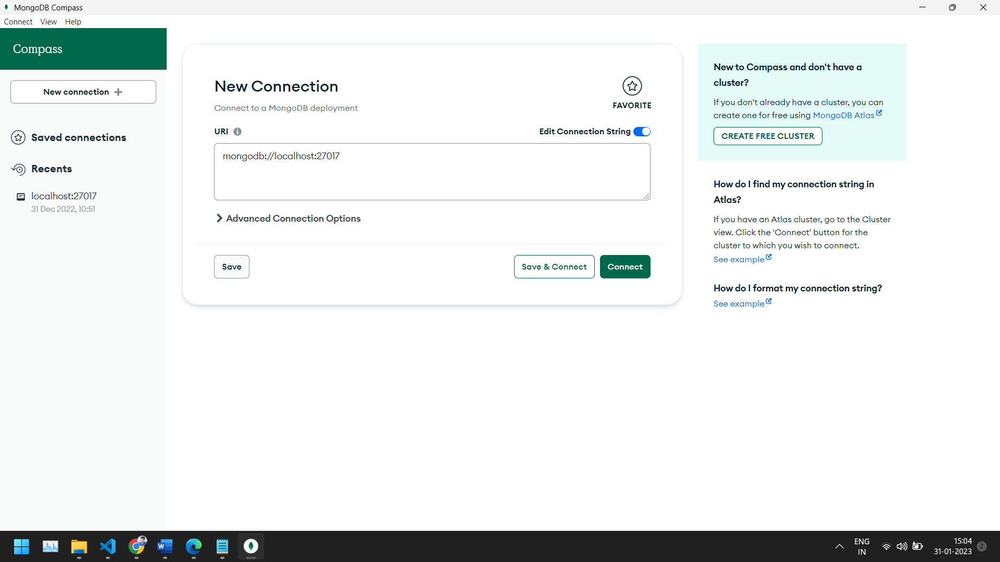 MongoDB Compass
Connect View Help
Compass
New connection
Saved connections
Recents
localhost:27017
31 Dec 2022, 10:51
New Connection
FAVORITE
Connect to a MongoDB deployment
URI
Edit Connection String
mongodb://localhost:27017
Advanced Connection Options
Save
Save & Connect
Connect
New to Compass and don't have a
cluster?
If you don't already have a cluster, you can
create one for free using MongoDB Atlas
CREATE FREE CLUSTER
How do I find my connection string in
Atlas?
If you have an Atlas cluster, go to the Cluster
view. Click the 'Connect' button for the
cluster to which you wish to connect.
See example
How do I format my connection string?
See example
W
ENG
IN
15:04
31-01-2023
2